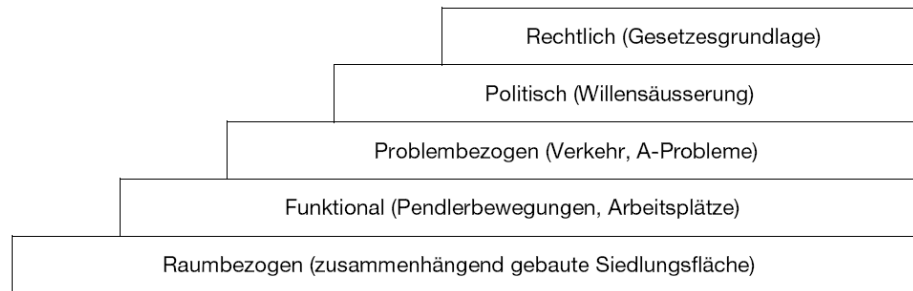 Rechtlich (Gesetzesgrundlage)
Politisch (Willensäusserung)
Problembezogen (Verkehr, A-Probleme)
Funktional (Pendlerbewegungen, Arbeitsplätze)
Raumbezogen (zusammenhängend gebaute Siedlungsfläche)